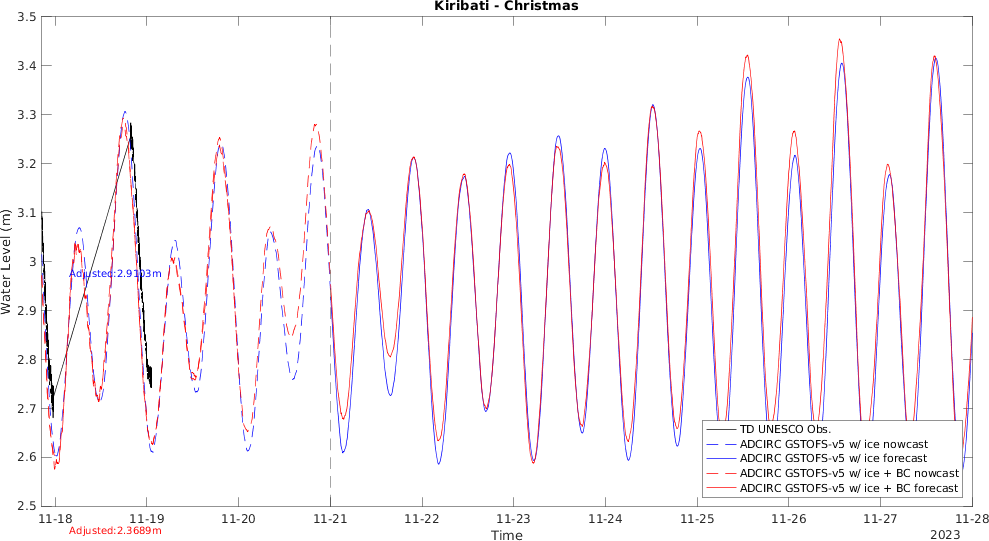 Kiribati - Christmas
3.5
3.4
3.3
3.2
3.1
3
2.9
2.8
2.7
2.6
2.5
Water Level (m)
Adjusted:2.9103m
TD UNESCO Obs.
ADCIRC GSTOFS-v5 w/ ice nowcast
ADCIRC GSTOFS-v5 w/ ice forecast
ADCIRC GSTOFS-v5 w/ ice + BC nowcast
ADCIRC GSTOFS-v5 w/ ice + BC forecast
11-18 11-19 11-20 11-21 11-22 11-23 11-24 11-25 11-26 11-27 11-28
Adjusted:2.3689m
Time
2023